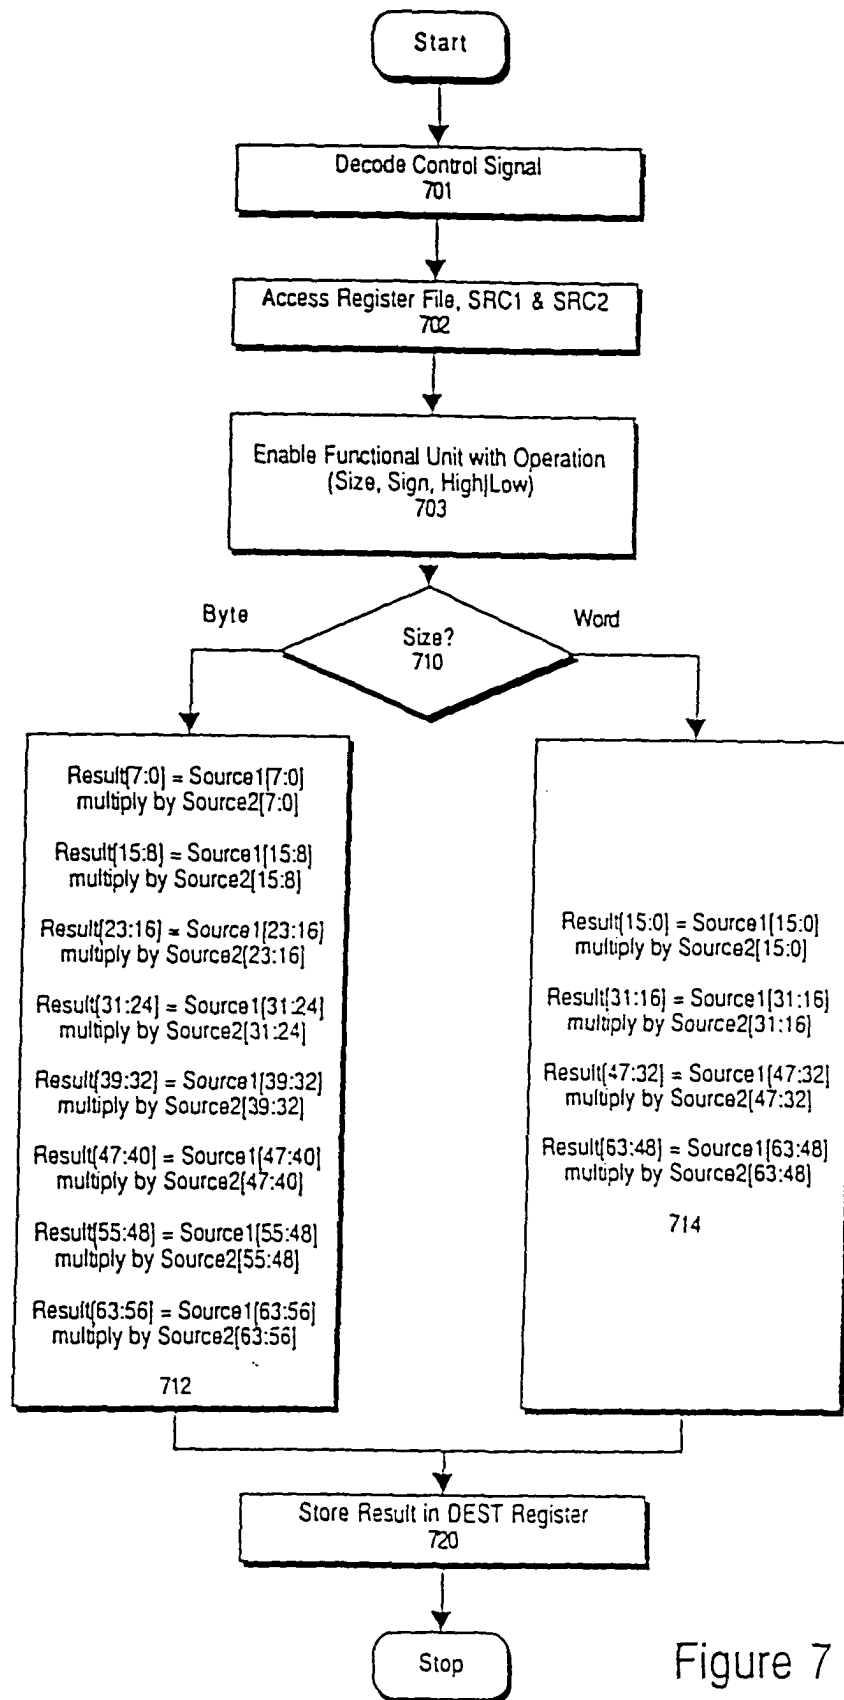 Start
Decode Control Signal
701
Access Register File, SRC1 & SRC2
702
Enable Functional Unit with Operation
(Size, Sign, High/Low)
703
Byte
Size?
710
Word
Result[7:0] = Source1[7:0]
multiply by Source2[7:0]
Result[15:8] = Source1[15:8]
multiply by Source2[15:8]
Result[23:16] = Source1[23:16]
multiply by Source2[23:16]
Result[31:24] = Source1[31:24]
multiply by Source2[31:24]
Result[39:32] = Source1[39:32]
multiply by Source2[39:32]
Result[47:40] = Source1[47:40]
multiply by Source2[47:40]
Result[55:48] = Source1[55:48]
multiply by Source2[55:48]
Result[63:56] = Source1[63:56]
multiply by Source2[63:56]
712
Result[15:0] = Source1[15:0]
multiply by Source2[15:0]
Result[31:16] = Source1[31:16]
multiply by Source2[31:16]
Result[47:32] = Source1[47:32]
multiply by Source2[47:32]
Result[63:48] = Source1[63:48]
multiply by Source2[63:48]
714
Store Result in DEST Register
720
Stop
Figure 7